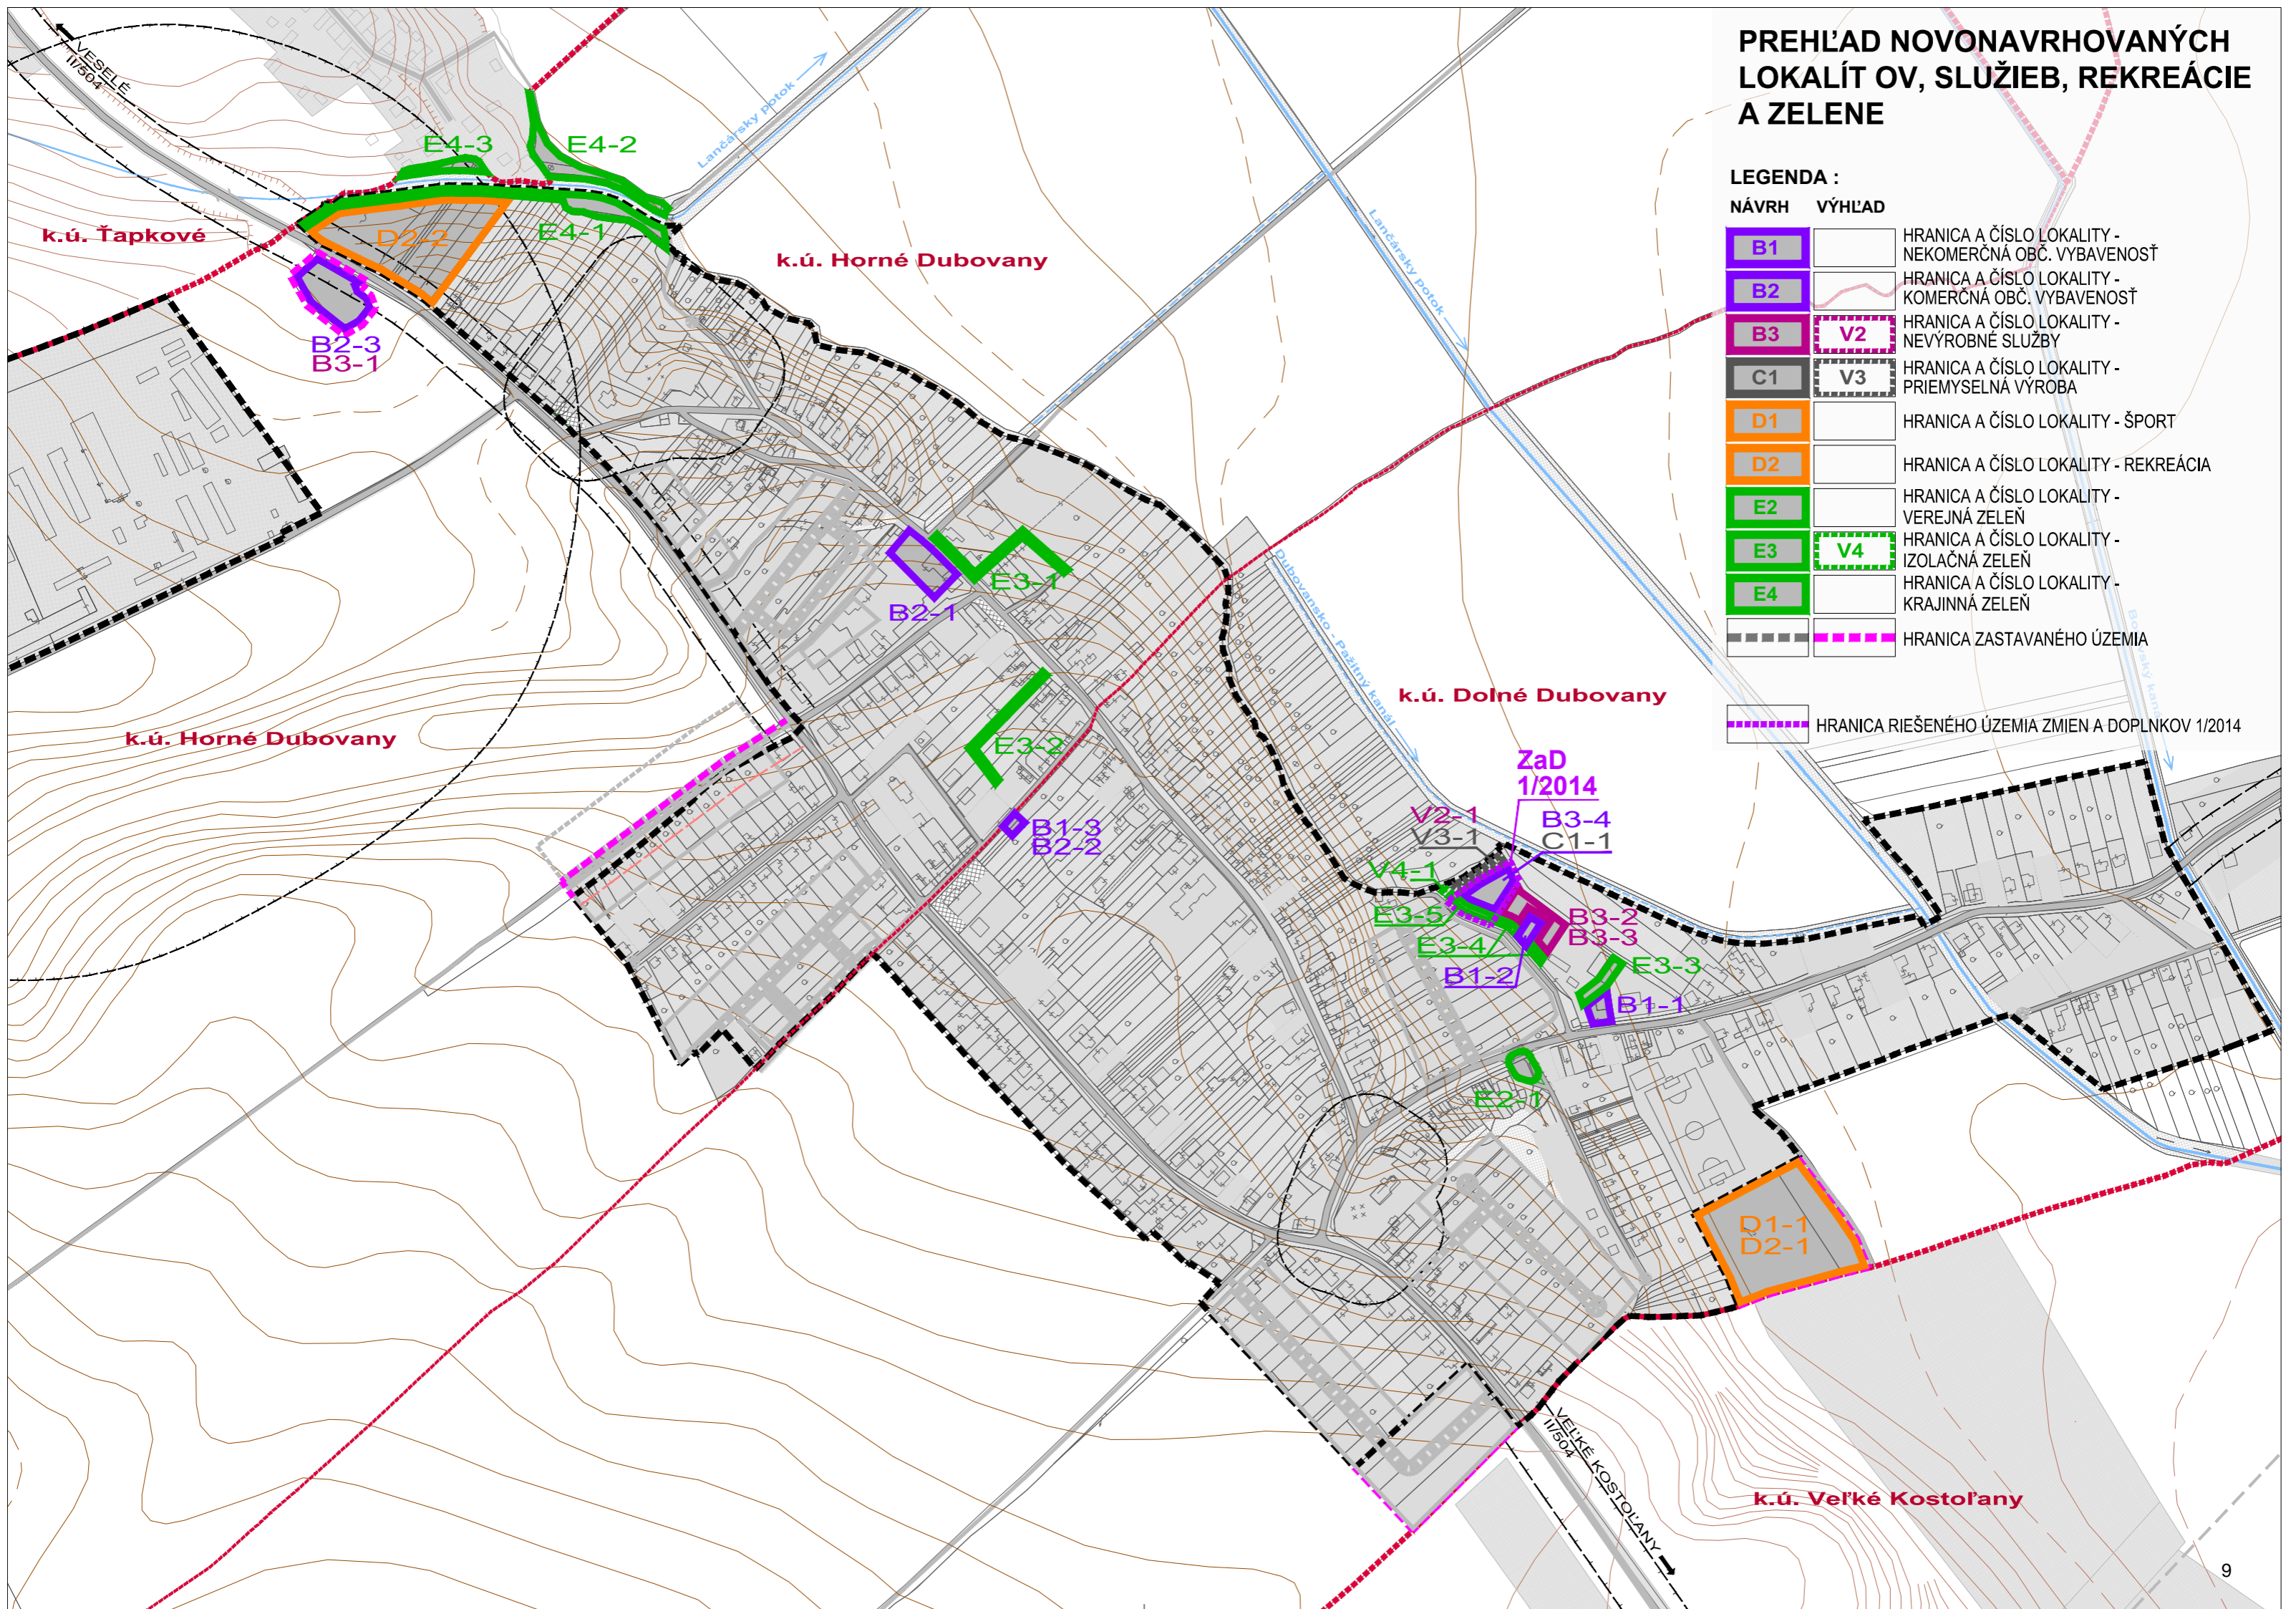 PREHĽAD NOVONAVRHOVANÝCH
LOKALÍT OV, SLUŽIEB, REKREÁCIE
A ZELENE
LEGENDA :
NÁVRH VÝHĽAD
B1 HRANICA A ČÍSLO LOKALITY -
NEKOMERČNÁ OBČ. VYBAVENOSŤ
B2 HRANICA A ČÍSLO LOKALITY -
KOMERČNÁ OBČ. VYBAVENOSŤ
B3 V2 HRANICA A ČÍSLO LOKALITY -
NEVÝROBNÉ SLUŽBY
C1 V3 HRANICA A ČÍSLO LOKALITY -
PRIEMYSELNÁ VÝROBA
D1 HRANICA A ČÍSLO LOKALITY - ŠPORT
D2 HRANICA A ČÍSLO LOKALITY - REKREÁCIA
E2 HRANICA A ČÍSLO LOKALITY -
VEREJNÁ ZELEŇ
E3 V4 HRANICA A ČÍSLO LOKALITY -
IZOLAČNÁ ZELEŇ
E4 HRANICA A ČÍSLO LOKALITY -
KRAJINNÁ ZELEŇ
HRANICA ZASTAVANÉHO ÚZEMIA
HRANICA RIEŠENÉHO ÚZEMIA ZMIEN A DOPLNKOV 1/2014
VESELÉ
II/504
E4-3
E4-2
Lančársky potok
k.ú. Ťapkové
D2-2
E4-1
k.ú. Horné Dubovany
Lančársky potok
B2-3
B3-1
E3-1
B2-1
Dubovansko - Pažitný kanál
k.ú. Dolné Dubovany
k.ú. Horné Dubovany
E3-2
ZaD
1/2014
V2-1
B3-4
V3-1
C1-1
B1-3
B2-2
V4-1
E3-5
B3-2
B3-3
E3-4
E3-3
B1-2
B1-1
E2-1
D1-1
D2-1
VEĽKÉ KOSTOĽANY
II/504
k.ú. Veľké Kostoľany
9